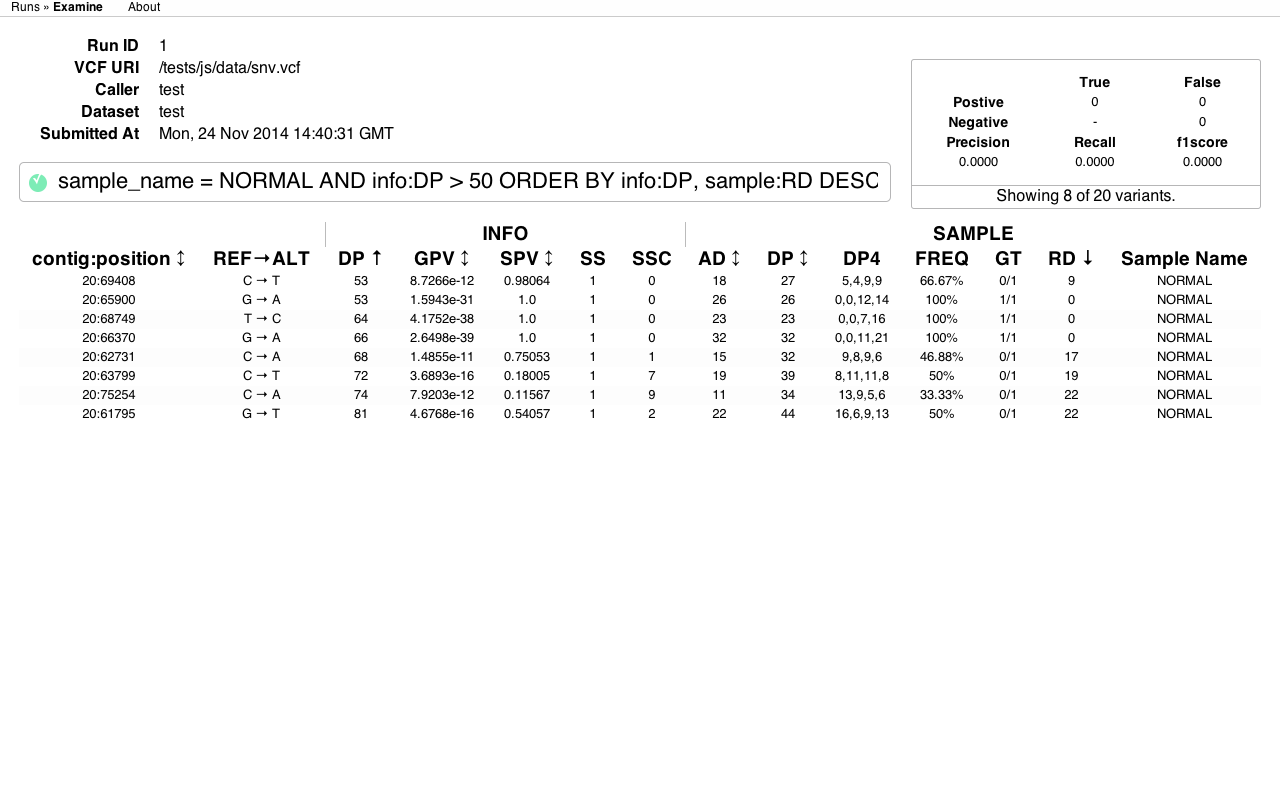 Runs » Examine About
Run ID 1
VCF URI /tests/js/data/snv.vcf
Caller test
Dataset test
Submitted At Mon, 24 Nov 2014 14:40:31 GMT
True False
Postive 0 0
Negative - 0
Precision Recall f1score
0.0000 0.0000 0.0000
Showing 8 of 20 variants.
sample_name = NORMAL AND info:DP > 50 ORDER BY info:DP, sample:RD DESC
INFO SAMPLE
contig:position ↕ REF→ALT DP ↑ GPV ↕ SPV ↕ SS SSC AD ↕ DP ↕ DP4 FREQ GT RD ↓ Sample Name
20:69408 C → T 53 8.7266e-12 0.98064 1 0 18 27 5,4,9,9 66.67% 0/1 9 NORMAL
20:65900 G → A 53 1.5943e-31 1.0 1 0 26 26 0,0,12,14 100% 1/1 0 NORMAL
20:68749 T → C 64 4.1752e-38 1.0 1 0 23 23 0,0,7,16 100% 1/1 0 NORMAL
20:66370 G → A 66 2.6498e-39 1.0 1 0 32 32 0,0,11,21 100% 1/1 0 NORMAL
20:62731 C → A 68 1.4855e-11 0.75053 1 1 15 32 9,8,9,6 46.88% 0/1 17 NORMAL
20:63799 C → T 72 3.6893e-16 0.18005 1 7 19 39 8,11,11,8 50% 0/1 19 NORMAL
20:75254 C → A 74 7.9203e-12 0.11567 1 9 11 34 13,9,5,6 33.33% 0/1 22 NORMAL
20:61795 G → T 81 4.6768e-16 0.54057 1 2 22 44 16,6,9,13 50% 0/1 22 NORMAL